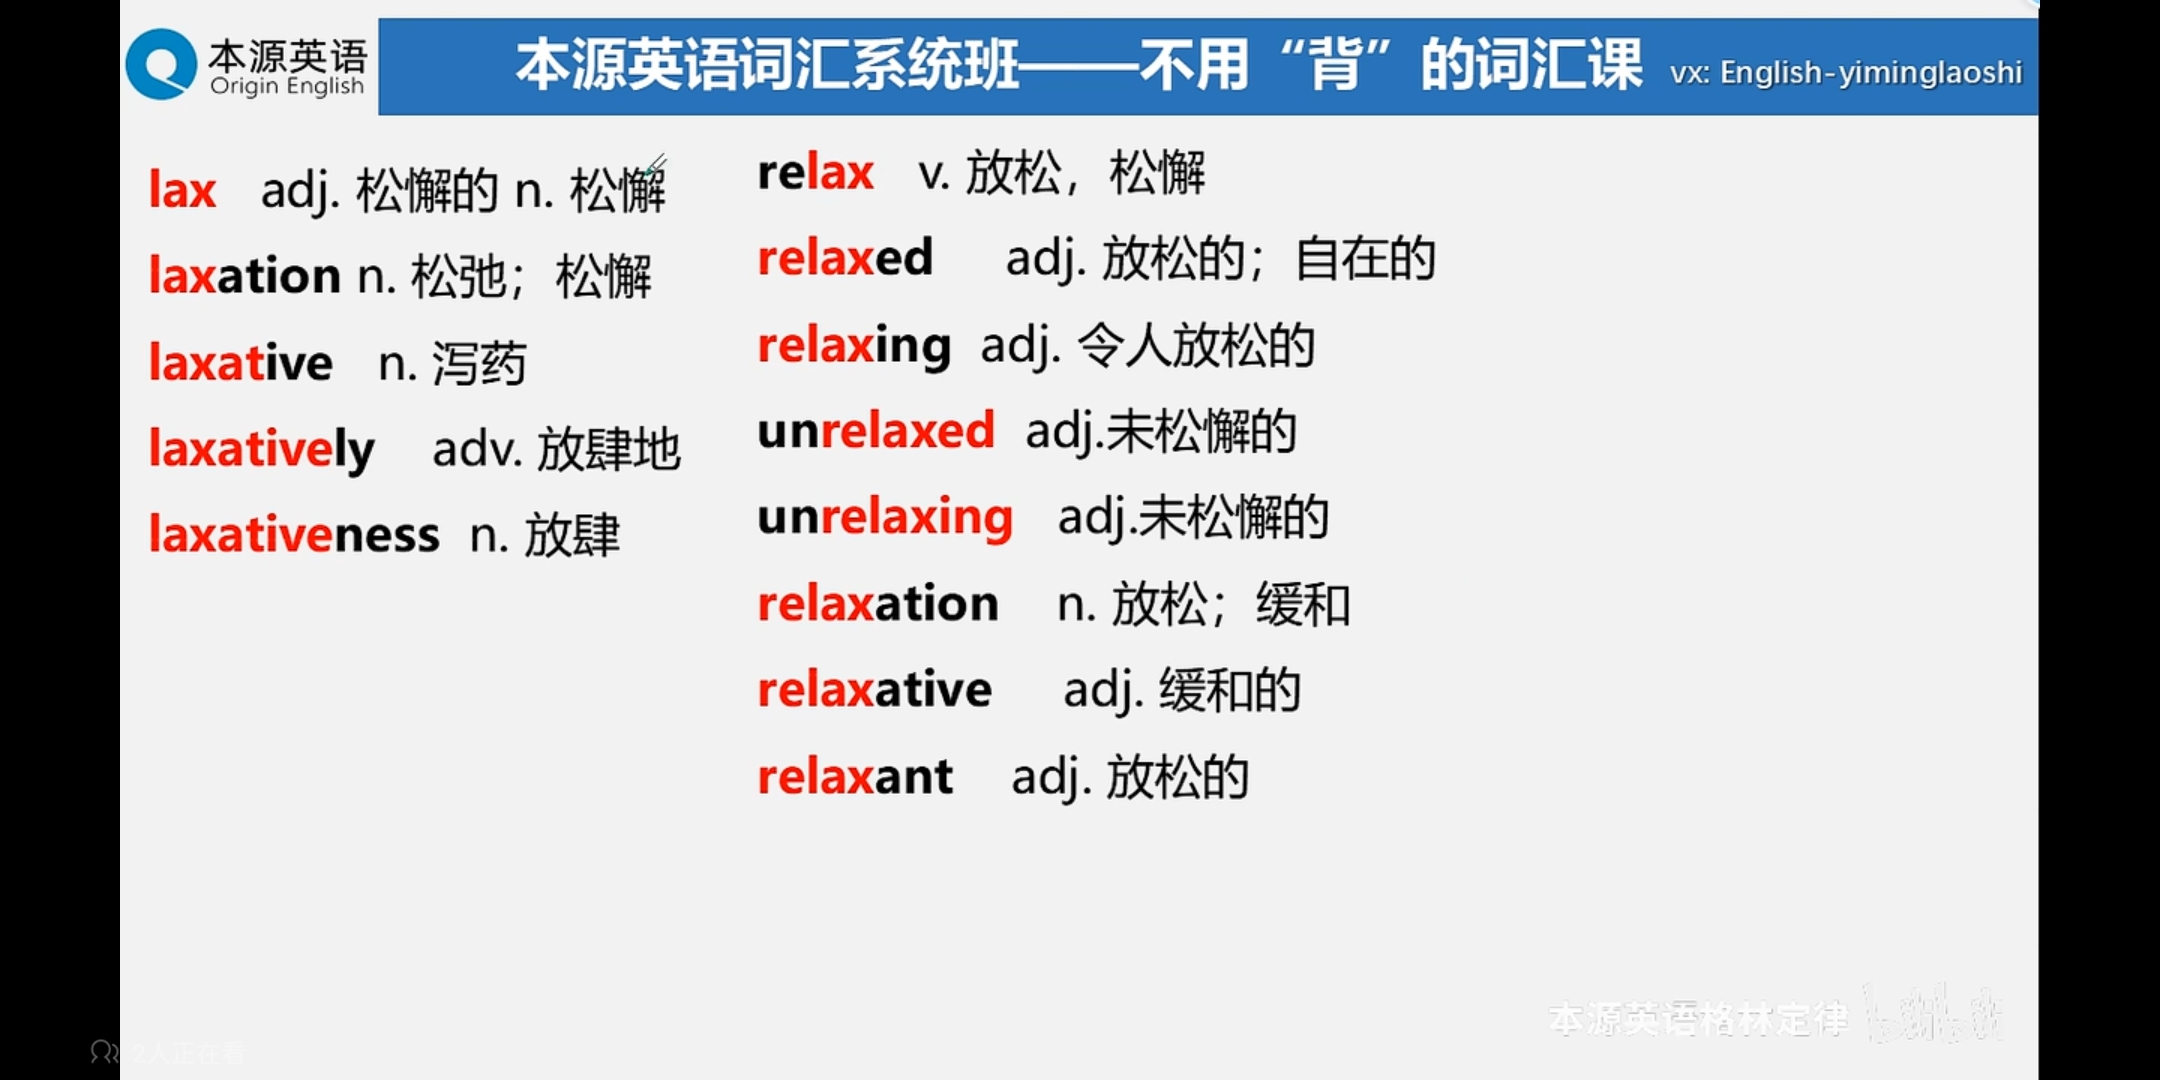 本源英语
Origin English
本源英语词汇系统班——不用“背”的词汇课 vx: English-yiminglaoshi
lax adj. 松懈的 n. 松懈
laxation n. 松弛；松懈
laxative n. 泻药
laxatively adv. 放肆地
laxativeness n. 放肆
relax v. 放松，松懈
relaxed adj. 放松的；自在的
relaxing adj. 令人放松的
unrelaxed adj.未松懈的
unrelaxing adj.未松懈的
relaxation n. 放松；缓和
relaxative adj. 缓和的
relaxant adj. 放松的
本源英语格林定律 bilibili
2人正在看